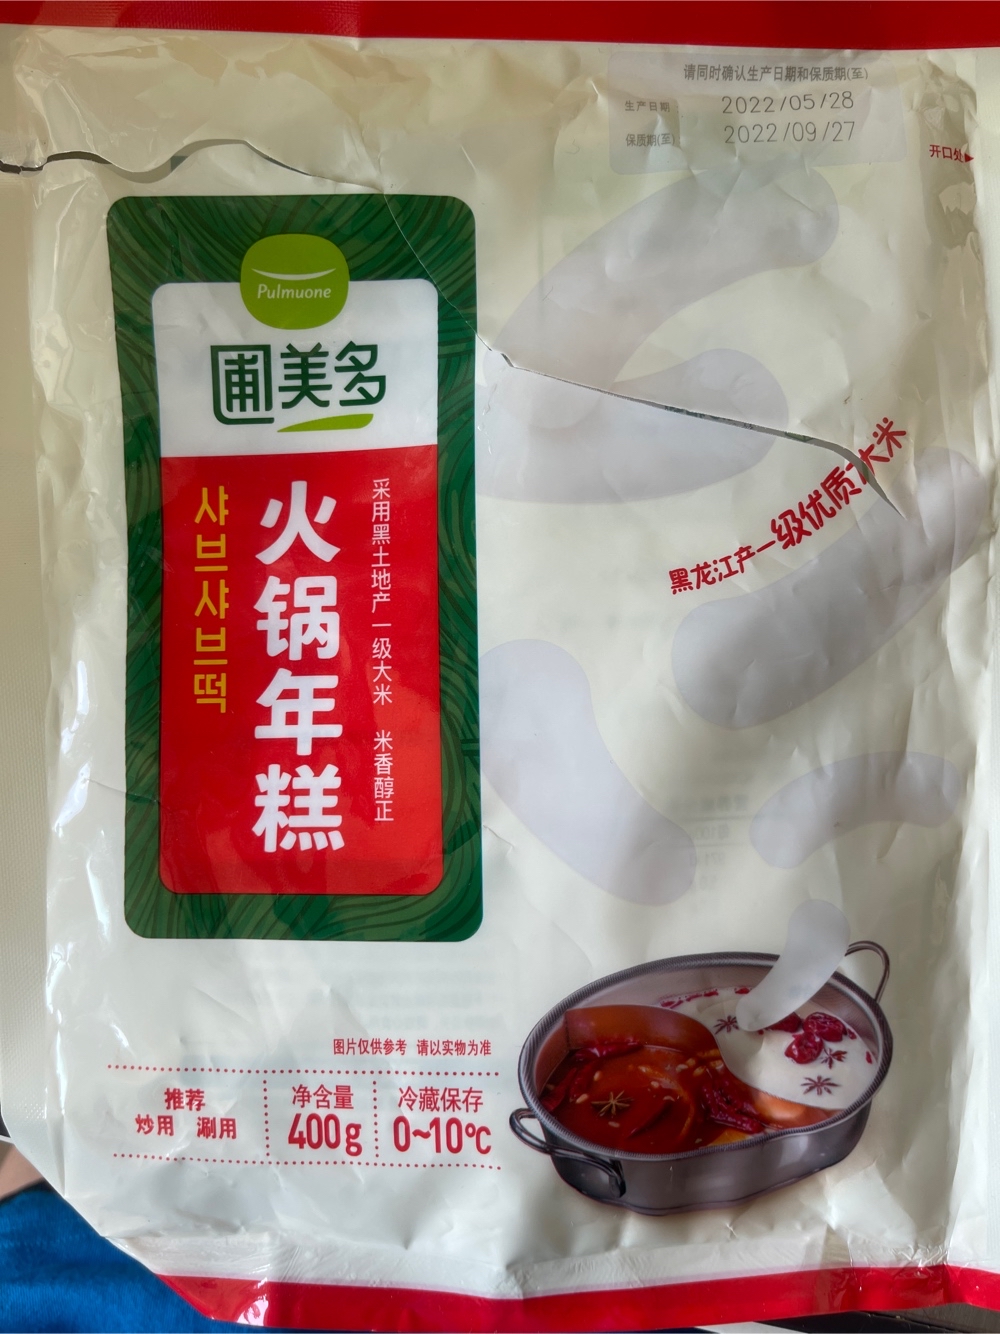 请同时确认生产日期和保质期(至)
生产日期: 2022/05/28
保质期(至) 2022/09/27
开口处
Pulmuone
圃美多
샤브샤브떡
火锅年糕
采用黑土地产一级大米 米香醇正
黑龙江产一级优质大米
图片仅供参考 请以实物为准
推荐
炒用 涮用
净含量
400g
冷藏保存
0~10℃